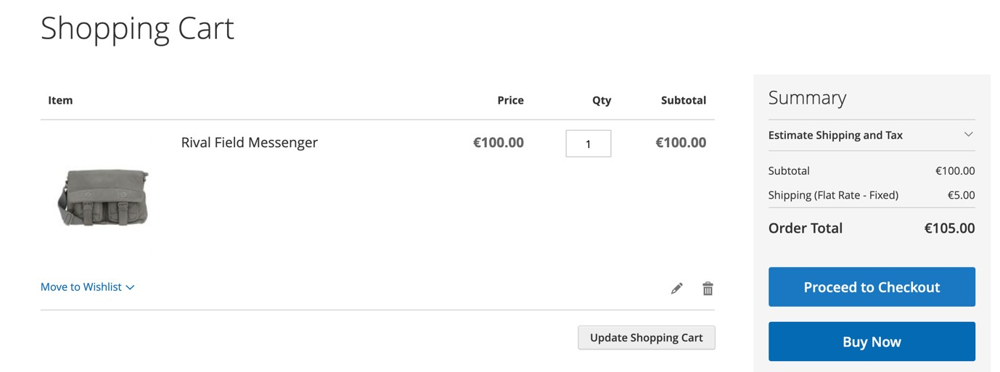 Shopping Cart
Item Price Qty Subtotal
Rival Field Messenger €100.00 1 €100.00
Move to Wishlist
Update Shopping Cart
Summary
Estimate Shipping and Tax
Subtotal €100.00
Shipping (Flat Rate - Fixed) €5.00
Order Total €105.00
Proceed to Checkout
Buy Now